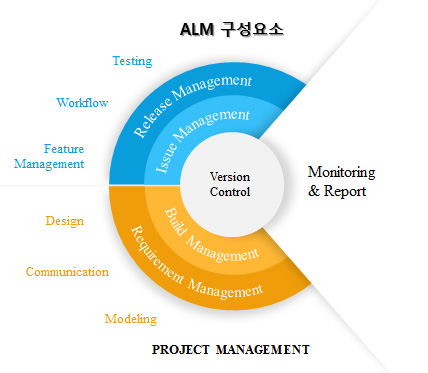 ALM 구성요소
Testing
Workflow
Feature
Management
Release Management
Issue Management
Version
Control
Monitoring
& Report
Design
Communication
Modeling
Build Management
Requirement Management
PROJECT MANAGEMENT